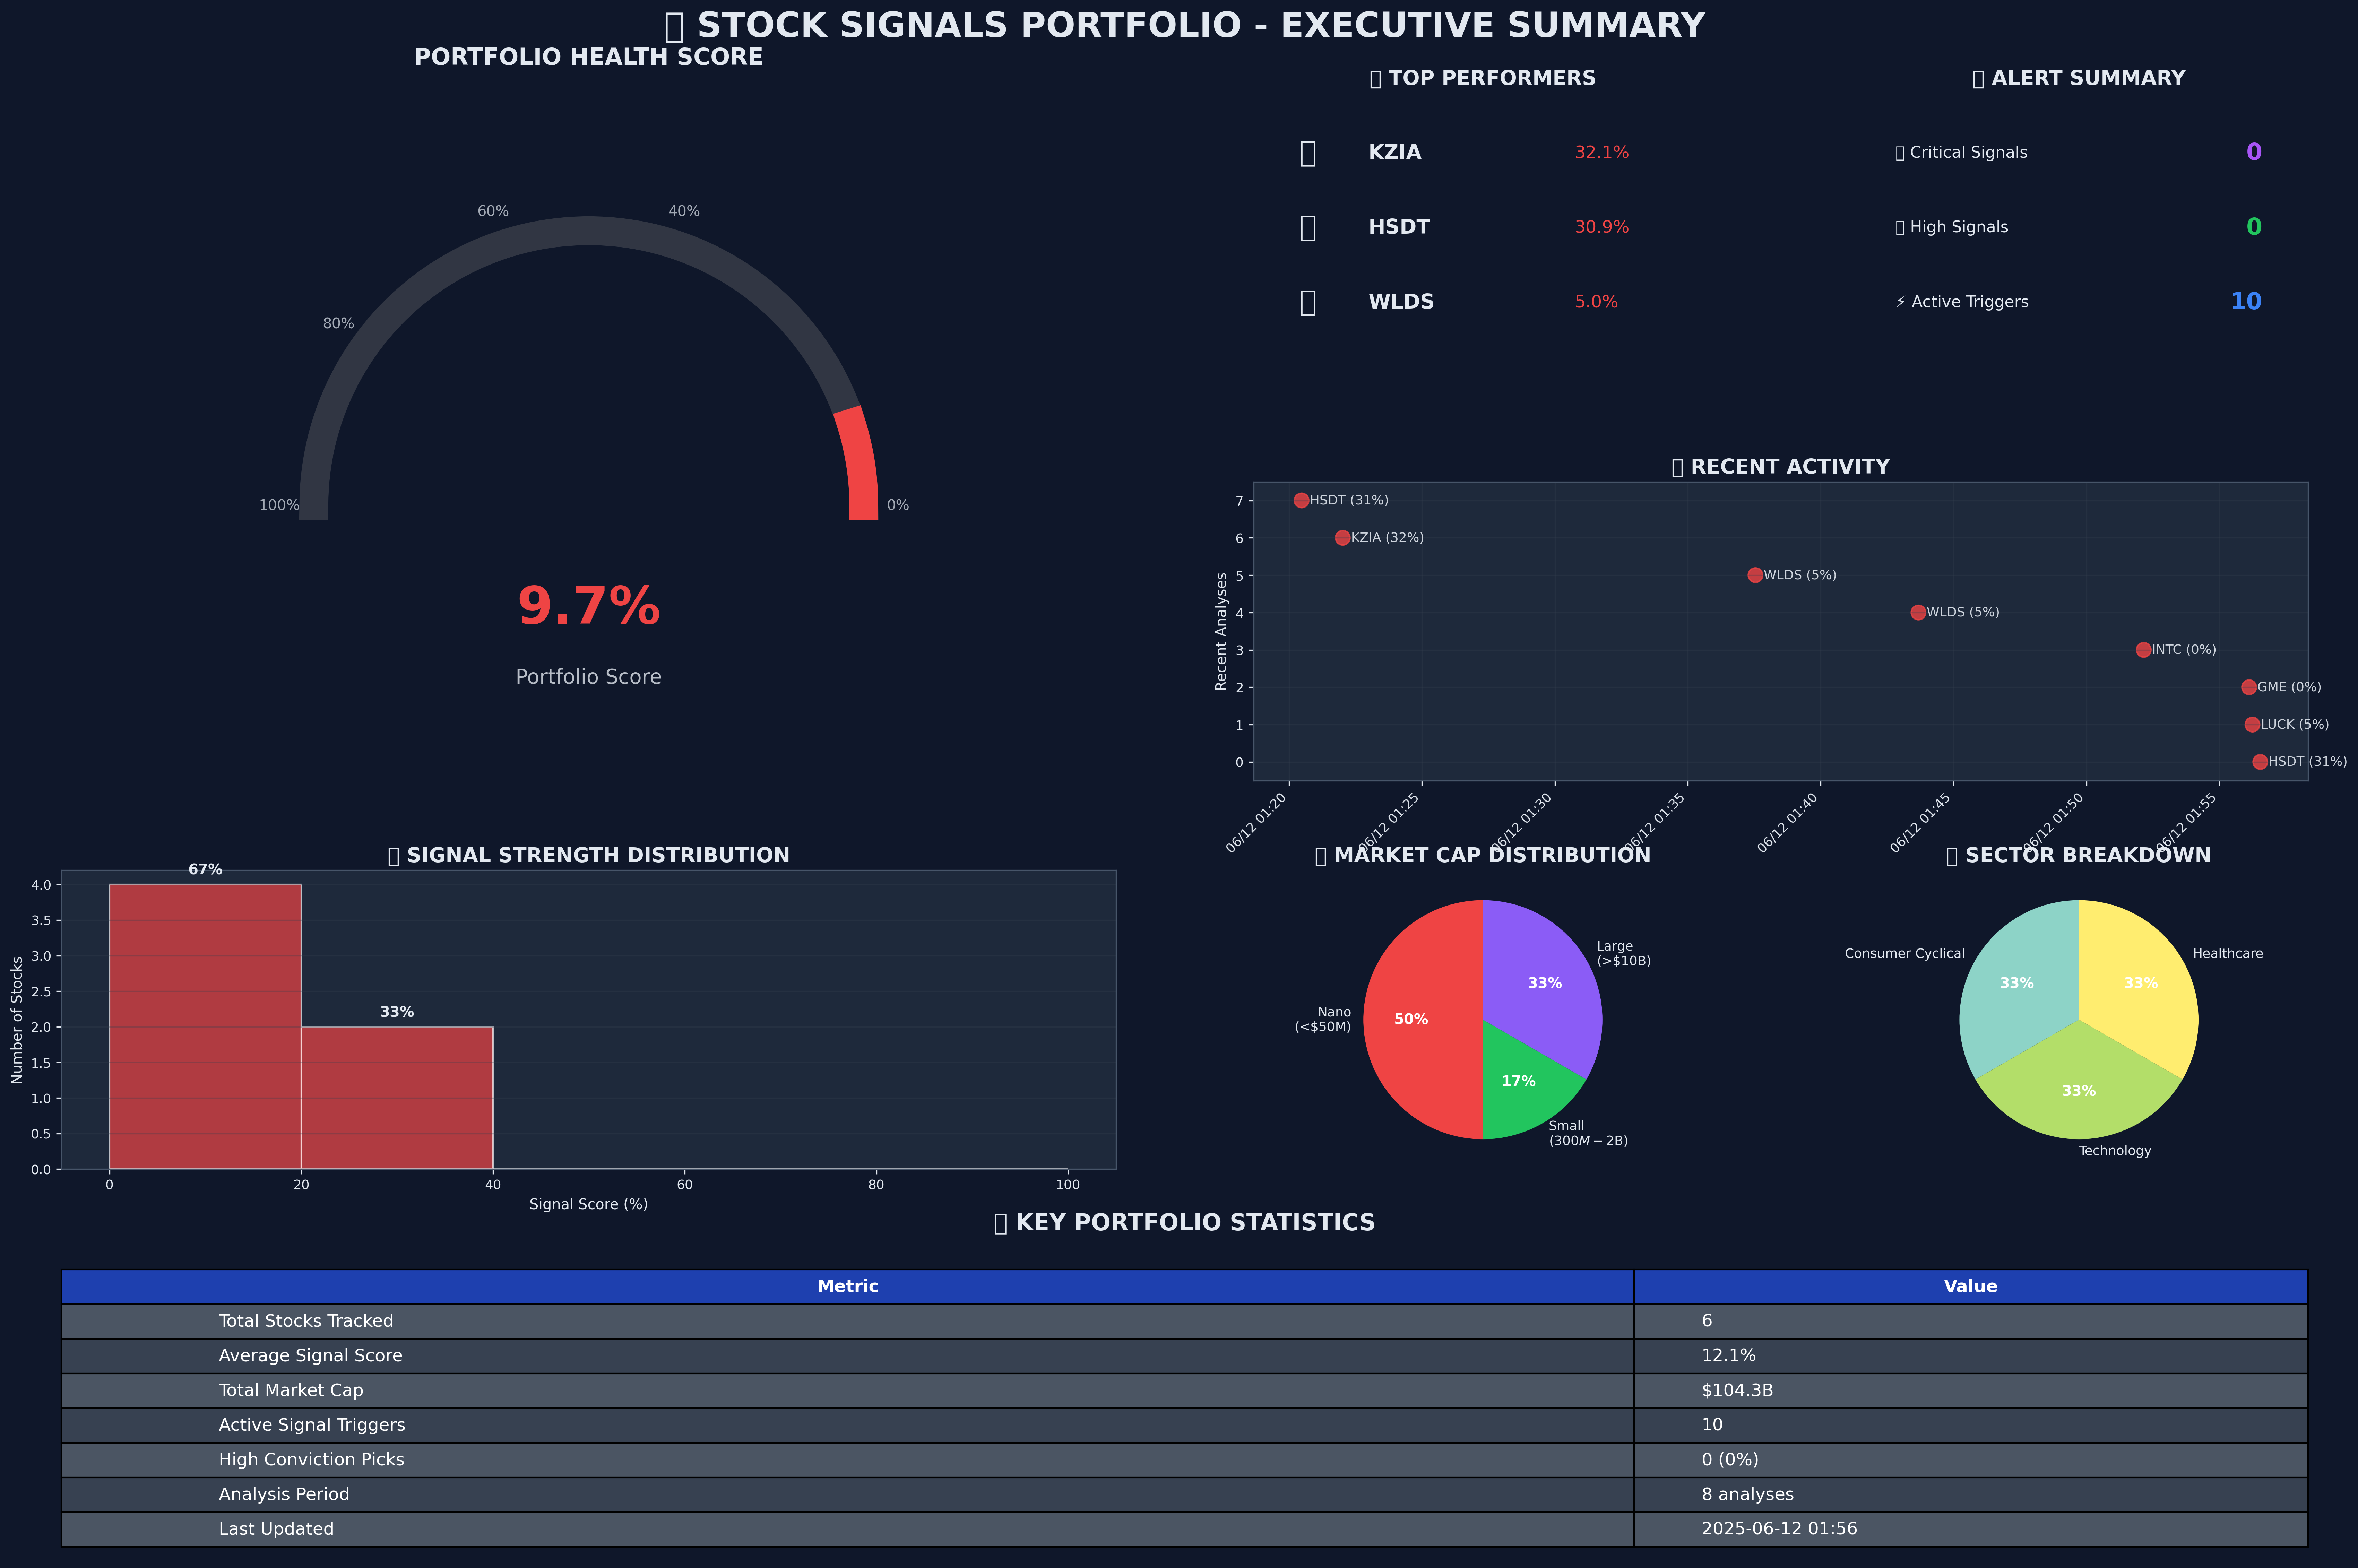 STOCK SIGNALS PORTFOLIO - EXECUTIVE SUMMARY
PORTFOLIO HEALTH SCORE
0%
40%
60%
80%
100%
9.7%
Portfolio Score
TOP PERFORMERS
KZIA 32.1%
HSDT 30.9%
WLDS 5.0%
ALERT SUMMARY
Critical Signals 0
High Signals 0
⚡ Active Triggers 10
RECENT ACTIVITY
Recent Analyses
7
6
5
4
3
2
1
0
HSDT (31%)
KZIA (32%)
WLDS (5%)
WLDS (5%)
INTC (0%)
GME (0%)
LUCK (5%)
HSDT (31%)
06/12 01:20
06/12 01:25
06/12 01:30
06/12 01:35
06/12 01:40
06/12 01:45
06/12 01:50
06/12 01:55
SIGNAL STRENGTH DISTRIBUTION
Number of Stocks
4.0
3.5
3.0
2.5
2.0
1.5
1.0
0.5
0.0
67%
33%
0 20 40 60 80 100
Signal Score (%)
MARKET CAP DISTRIBUTION
Large
(>$10B)
33%
Nano
(<$50M)
50%
17%
Small
(300M − 2B)
SECTOR BREAKDOWN
Consumer Cyclical
33%
Healthcare
33%
33%
Technology
KEY PORTFOLIO STATISTICS
Metric Value
Total Stocks Tracked 6
Average Signal Score 12.1%
Total Market Cap $104.3B
Active Signal Triggers 10
High Conviction Picks 0 (0%)
Analysis Period 8 analyses
Last Updated 2025-06-12 01:56